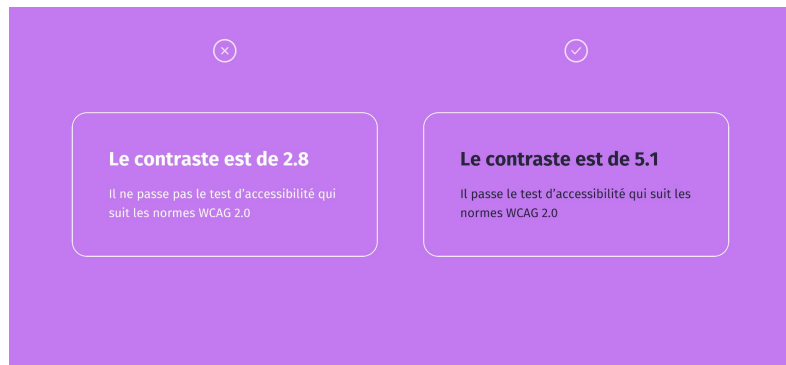 Le contraste est de 2.8
Il ne passe pas le test d’accessibilité qui
suit les normes WCAG 2.0
Le contraste est de 5.1
Il passe le test d’accessibilité qui suit les
normes WCAG 2.0